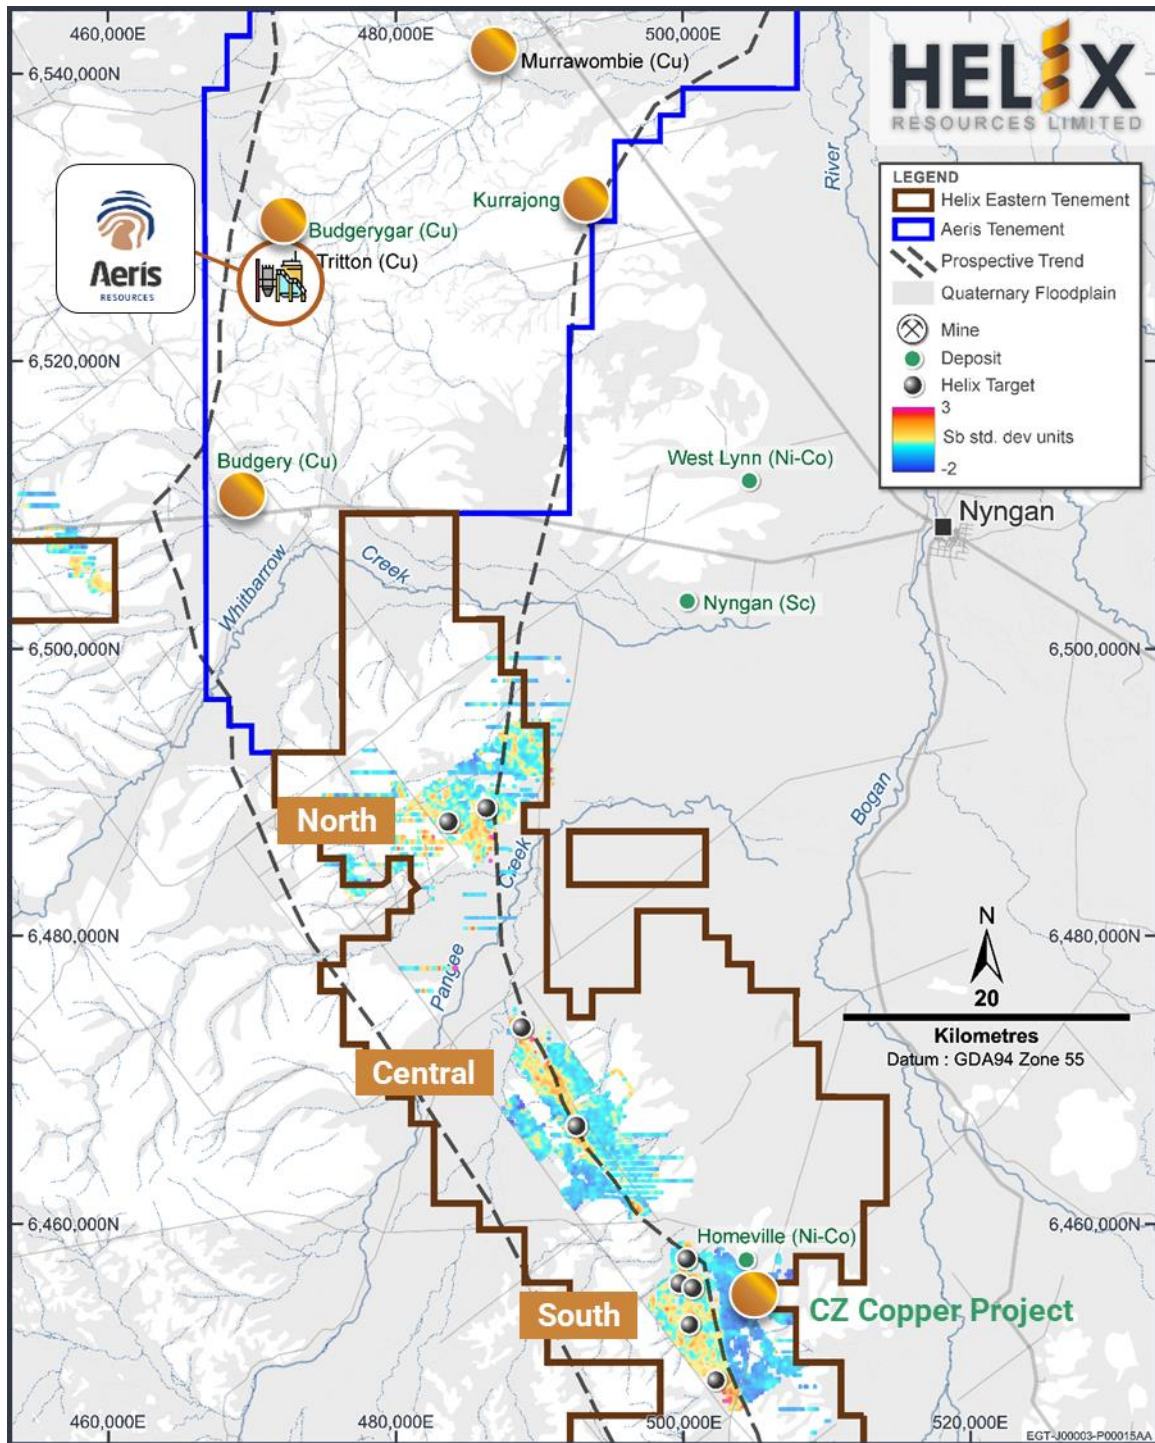 460,000E
480,000E
500,000E
HELIX
RESOURCES LIMITED
6,540,000N
Murrawombie (Cu)
River
LEGEND
Helix Eastern Tenement
Aeris Tenement
Prospective Trend
Quaternary Floodplain
Mine
Deposit
Helix Target
3
Sb std. dev units
-2
Kurrajong
Aeris
RESOURCES
Budgerygar (Cu)
Tritton (Cu)
6,520,000N
Budgery (Cu)
West Lynn (Ni-Co)
Nyngan
Whitbarrow
Creek
Nyngan (Sc)
6,500,000N
6,500,000N
North
Creek
Bogan
Pangee
6,480,000N
6,480,000N
N
20
Kilometres
Datum : GDA94 Zone 55
Central
6,460,000N
6,460,000N
Homeville (Ni-Co)
CZ Copper Project
South
460,000E
480,000E
500,000E
520,000E
EGT-J00003-P00015AA